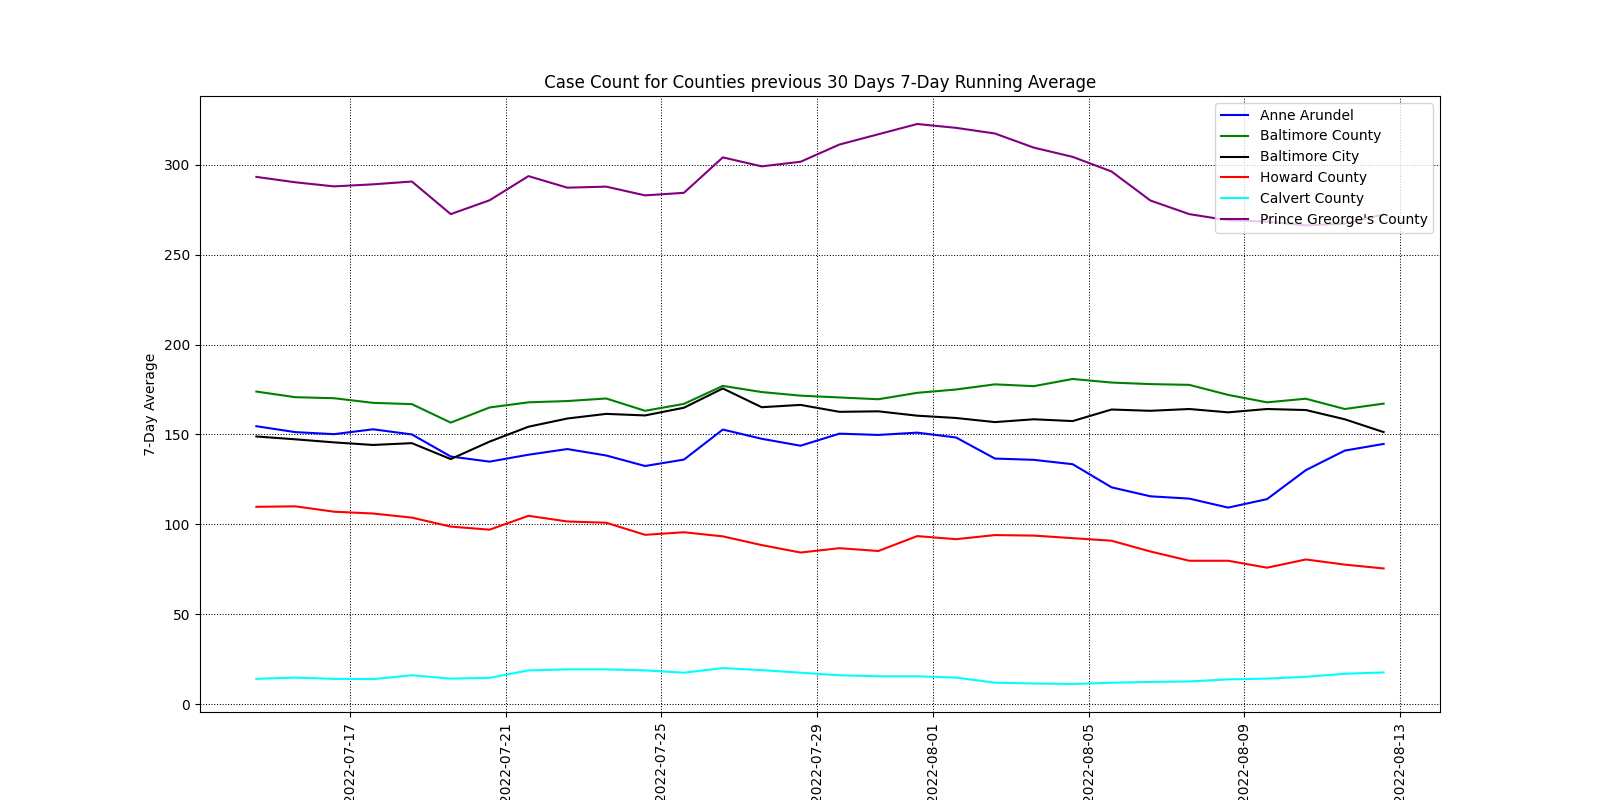 Case Count for Counties previous 30 Days 7-Day Running Average
Anne Arundel
Baltimore County
Baltimore City
Howard County
Calvert County
Prince Greorge's County
7-Day Average
300
250
200
150
100
50
0
2022-07-17
2022-07-21
2022-07-25
2022-07-29
2022-08-01
2022-08-05
2022-08-09
2022-08-13